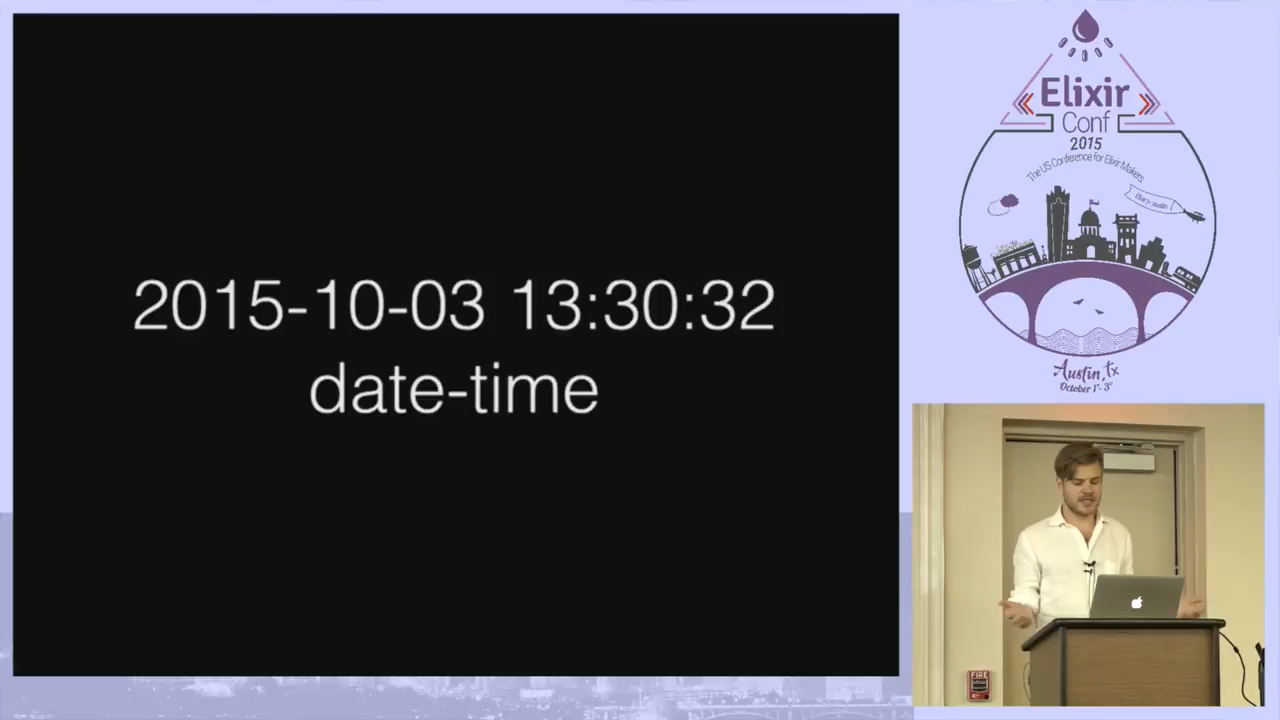 2015-10-03 13:30:32
date-time
Elixir
Conf
2015
The US Conference for Elixir Makers
Austin, tx
October 1st- 3rd
FIRE